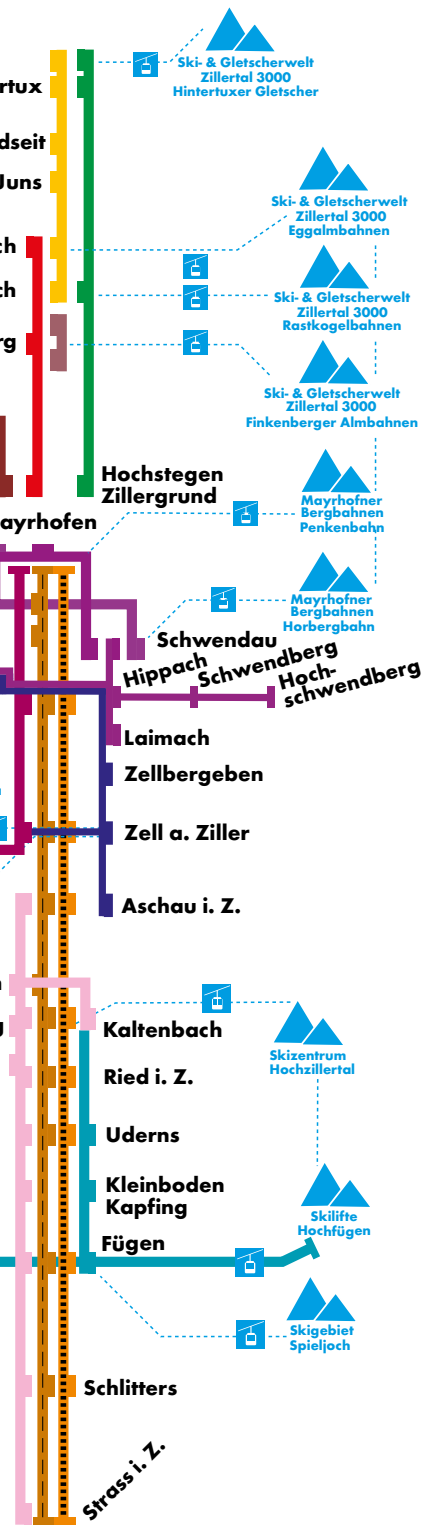 Ski- & Gletscherwelt
Zillertal 3000
Hintertuxer Gletscher
rtux
dseit
Juns
Ski- & Gletscherwelt
Zillertal 3000
Eggalmbahnen
ch
ch
Ski- & Gletscherwelt
Zillertal 3000
Rastkogelbahnen
rg
Ski- & Gletscherwelt
Zillertal 3000
Finkenberger Almbahnen
Hochstegen
Zillergrund
Mayrhofner
Bergbahnen
Penkenbahn
ayrhofen
Mayrhofner
Bergbahnen
Horbergbahn
Schwendau
Hippach
Schwendberg
Hoch-
schwendberg
Laimach
Zellbergeben
Zell a. Ziller
Aschau i. Z.
Kaltenbach
Skizentrum
Hochzillertal
Ried i. Z.
Uderns
Kleinboden
Kapfing
Skilifte
Hochfügen
Fügen
Skigebiet
Spieljoch
Schlitters
Strass i. Z.